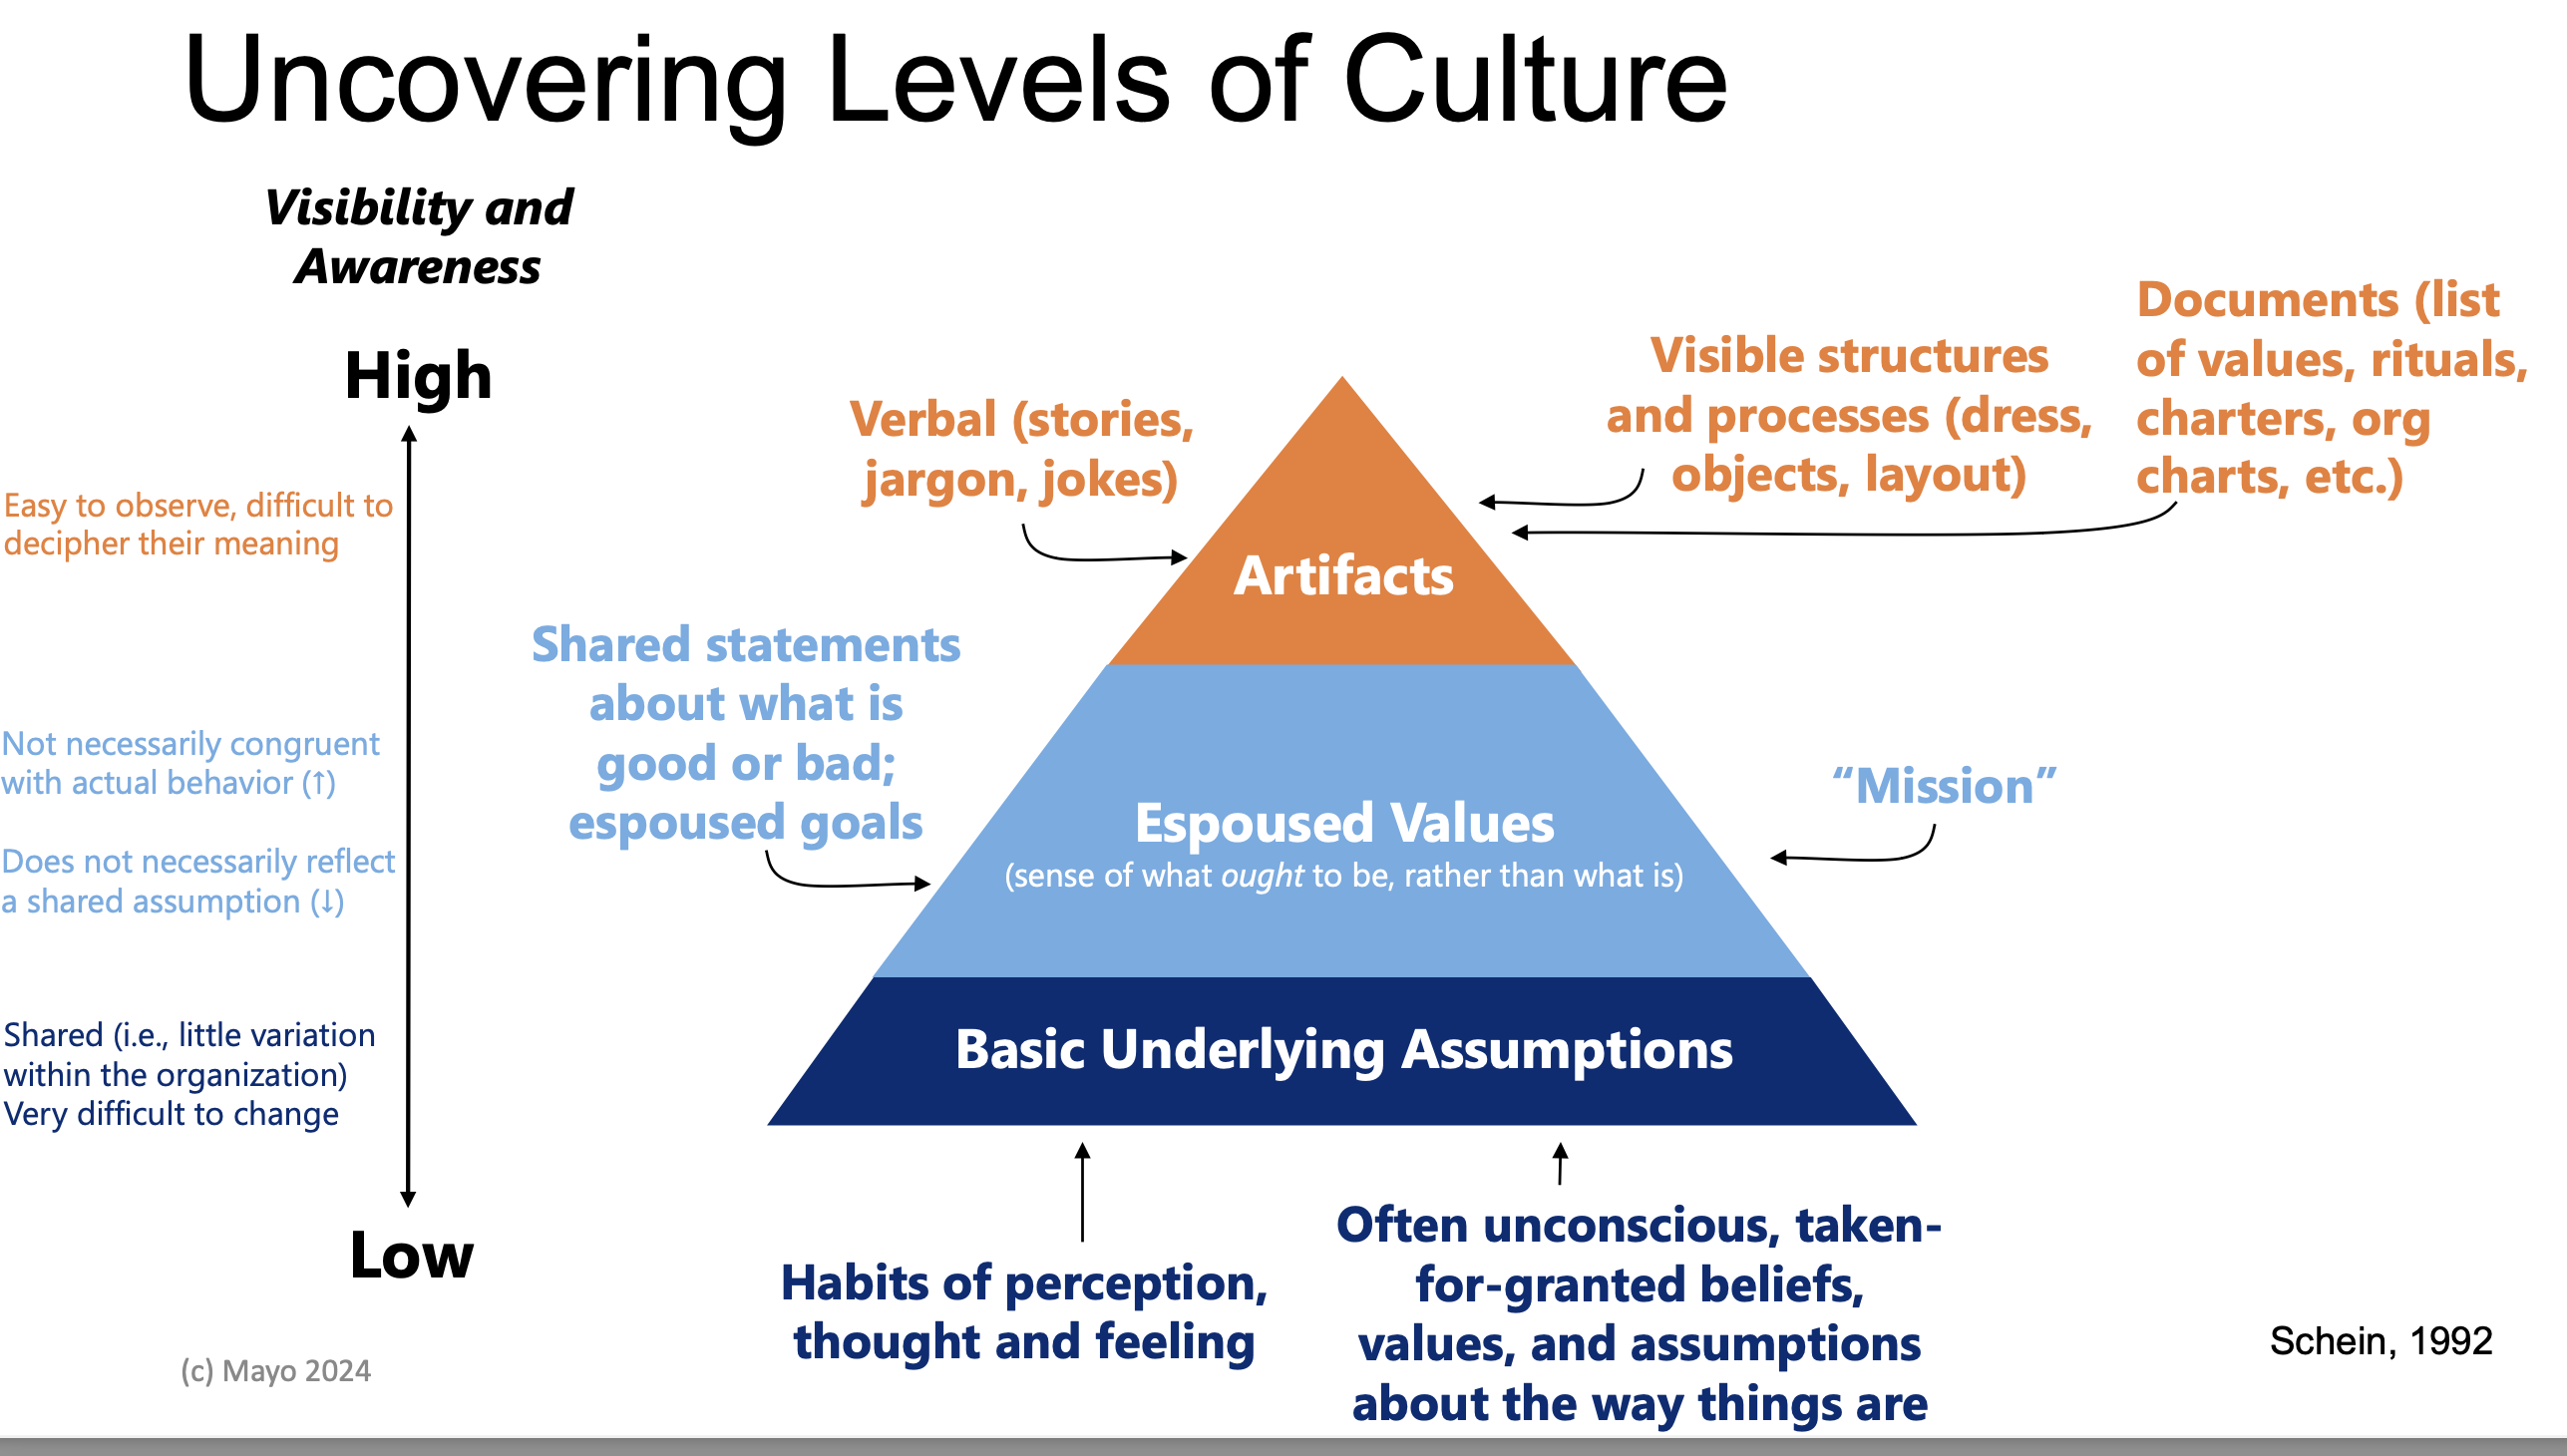 Uncovering Levels of Culture
Visibility and
Awareness
High
Easy to observe, difficult to
decipher their meaning
Not necessarily congruent
with actual behavior (↑)
Does not necessarily reflect
a shared assumption (↓)
Shared (i.e., little variation
within the organization)
Very difficult to change
Low
Verbal (stories,
jargon, jokes)
Visible structures
and processes (dress,
objects, layout)
Documents (list
of values, rituals,
charters, org
charts, etc.)
Artifacts
Shared statements
about what is
good or bad;
espoused goals
Espoused Values
(sense of what ought to be, rather than what is)
“Mission”
Basic Underlying Assumptions
Habits of perception,
thought and feeling
Often unconscious, taken-
for-granted beliefs,
values, and assumptions
about the way things are
Schein, 1992
(c) Mayo 2024